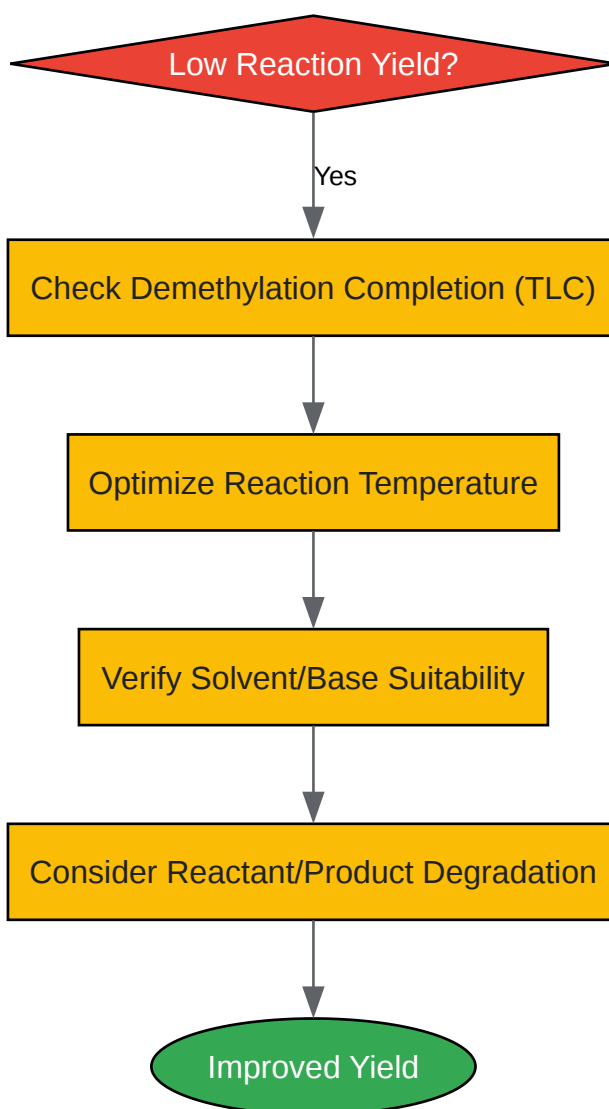 Low Reaction Yield?
Yes
Check Demethylation Completion (TLC)
Optimize Reaction Temperature
Verify Solvent/Base Suitability
Consider Reactant/Product Degradation
Improved Yield